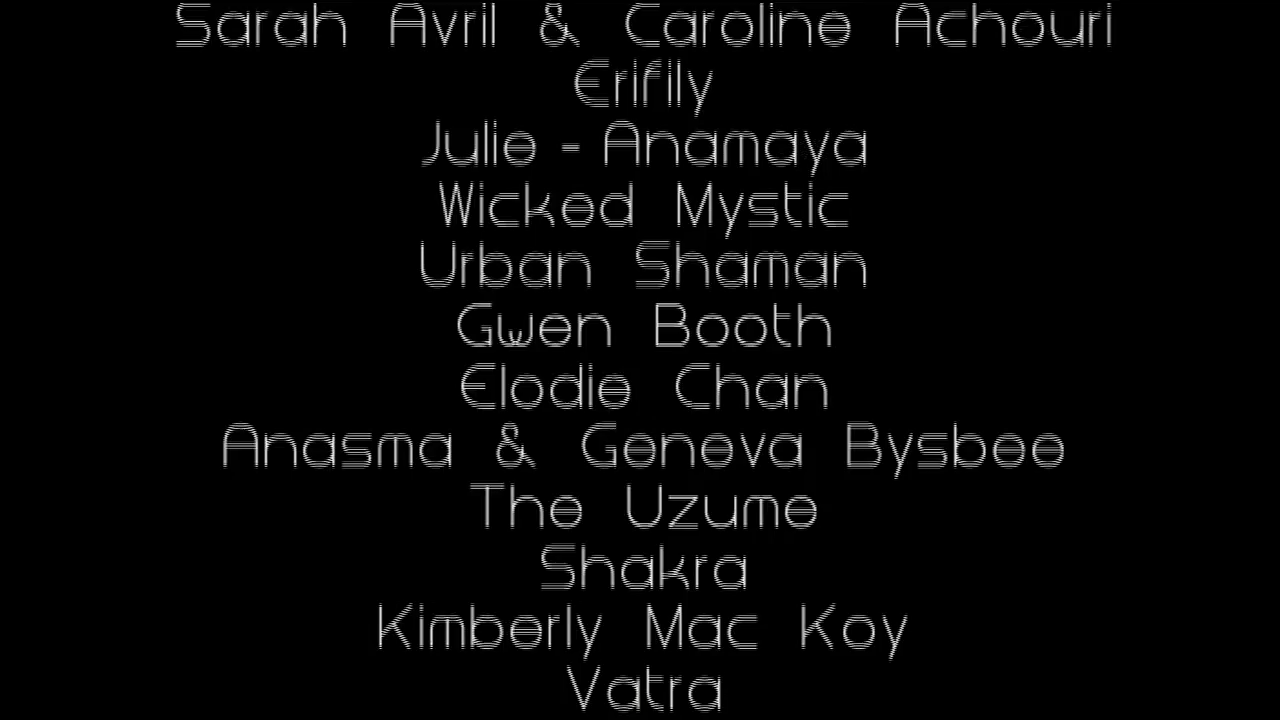 Sarah Avril & Caroline Achouri
Erifily
Julie - Anamaya
Wicked Mystic
Urban Shaman
Gwen Booth
Elodie Chan
Anasma & Geneva Bysbee
The Uzume
Shakra
Kimberly Mac Koy
Vatra